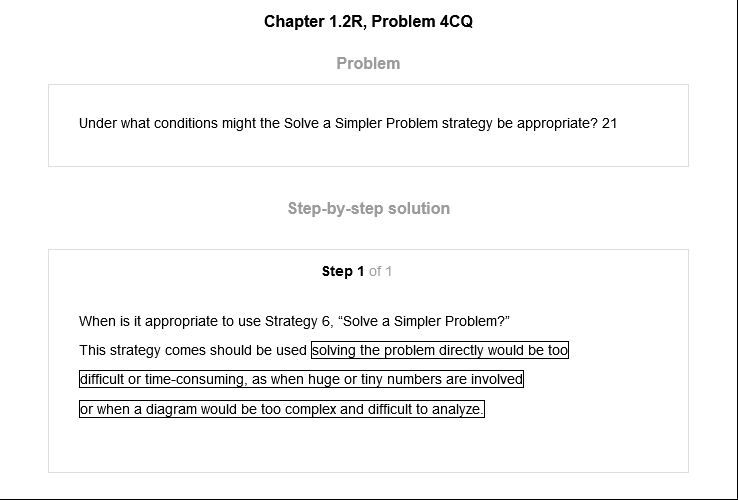 Chapter 1.2R, Problem 4CQ
Problem
Under what conditions might the Solve a Simpler Problem strategy be appropriate? 21
Step-by-step solution
Step 1 of 1
When is it appropriate to use Strategy 6, “Solve a Simpler Problem?”
This strategy comes should be used solving the problem directly would be too
difficult or time-consuming, as when huge or tiny numbers are involved
or when a diagram would be too complex and difficult to analyze.